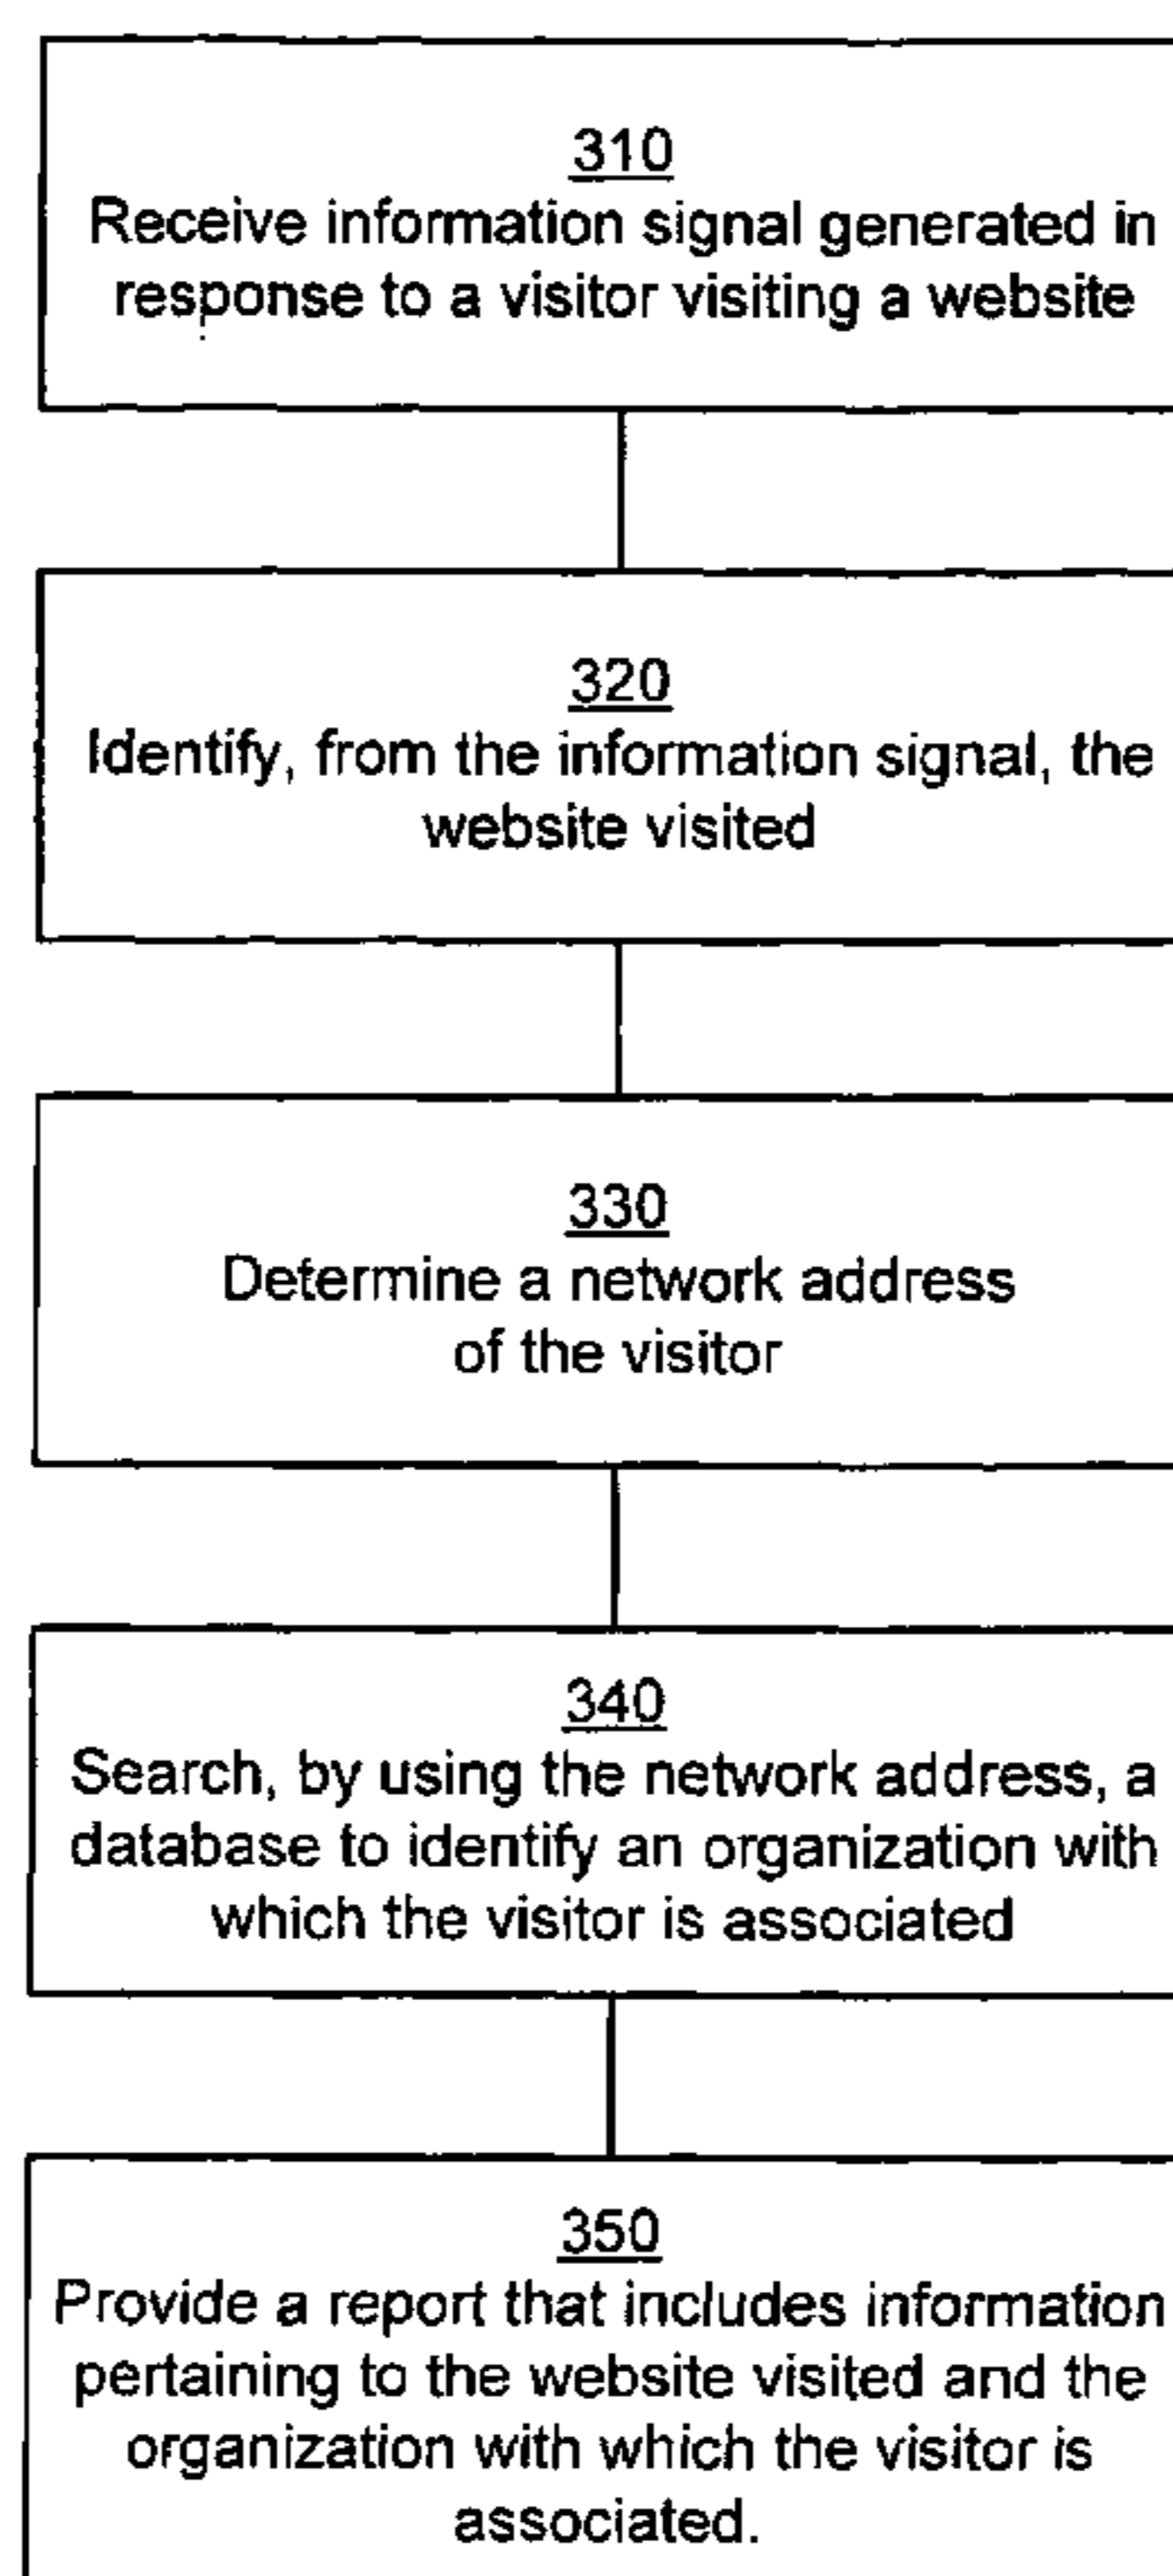 310
Receive information signal generated in
response to a visitor visiting a website
320
Identify, from the information signal, the
website visited
330
Determine a network address
of the visitor
340
Search, by using the network address, a
database to identify an organization with
which the visitor is associated
350
Provide a report that includes information
pertaining to the website visited and the
organization with which the visitor is
associated.